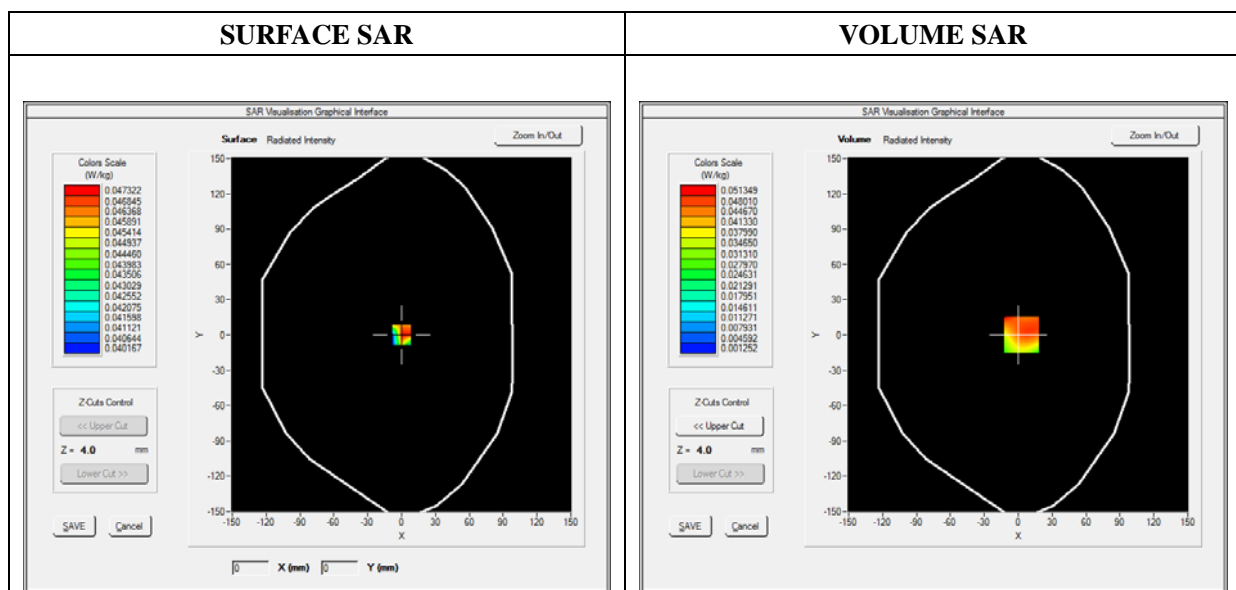 SURFACE SAR
VOLUME SAR
SAR Visualisation Graphical Interface
Surface Radiated Intensity
Zoom In/Out
Colors Scale
(W/kg)
0.047322
0.046845
0.046368
0.045891
0.045414
0.044937
0.044460
0.043983
0.043506
0.043029
0.042552
0.042075
0.041598
0.041121
0.040644
0.040167
Z-Cuts Control
<< Upper Cut
Z = 4.0 mm
Lower Cut >>
SAVE Cancel
150
120
90
60
30
0
-30
-60
-90
-120
-150
Y
-150 -120 -90 -60 -30 0 30 60 90 120 150
X
0 X (mm) 0 Y (mm)
SAR Visualisation Graphical Interface
Volume Radiated Intensity
Zoom In/Out
Colors Scale
(W/kg)
0.051349
0.048010
0.044670
0.041330
0.037990
0.034650
0.031310
0.027970
0.024631
0.021291
0.017951
0.014611
0.011271
0.007931
0.004592
0.001252
Z-Cuts Control
<< Upper Cut
Z = 4.0 mm
Lower Cut >>
SAVE Cancel
150
120
90
60
30
0
-30
-60
-90
-120
-150
Y
-150 -120 -90 -60 -30 0 30 60 90 120 150
X